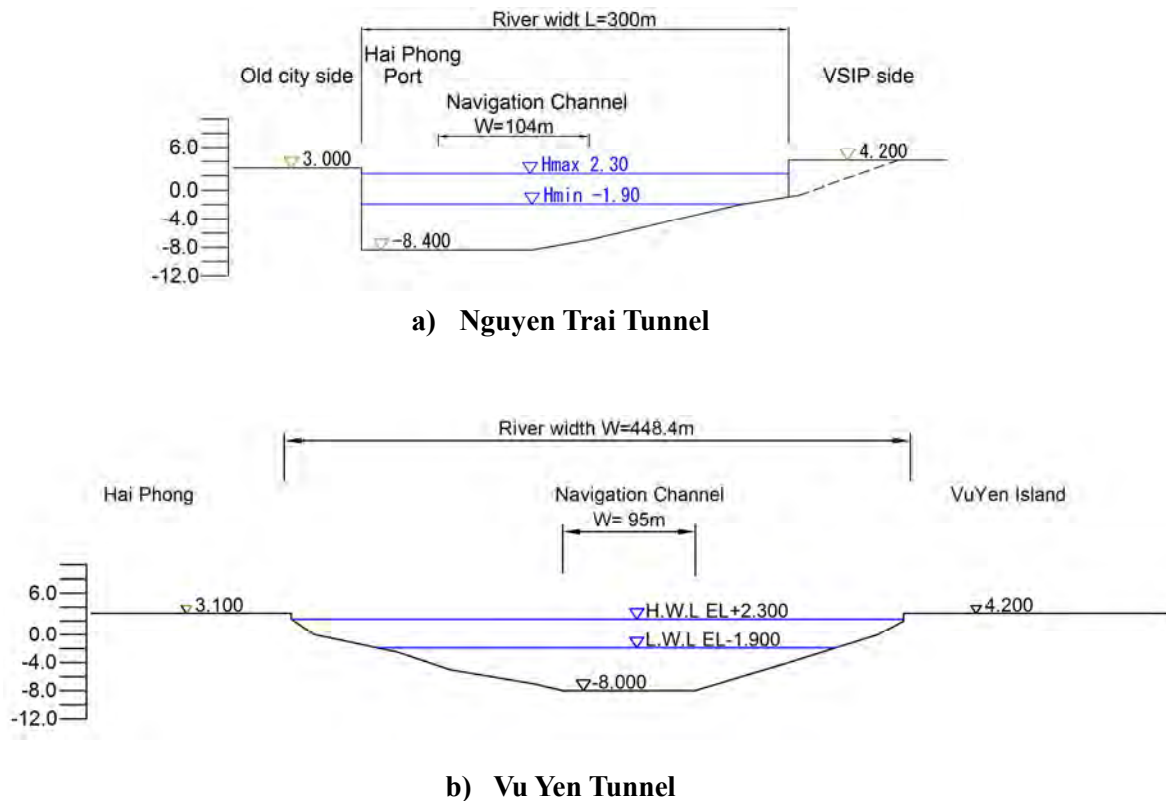 River widt L=300m
Hai Phong
Port
Old city side
VSIP side
Navigation Channel
W=104m
6.0
3.000
4.200
Hmax 2.30
0.0
Hmin -1.90
-4.0
-8.400
-8.0
-12.0
a) Nguyen Trai Tunnel
River width W=448.4m
Hai Phong
Navigation Channel
VuYen Island
W= 95m
6.0
3.100
H.W.L EL+2.300
4.200
0.0
L.W.L EL-1.900
-4.0
-8.000
-8.0
-12.0
b) Vu Yen Tunnel